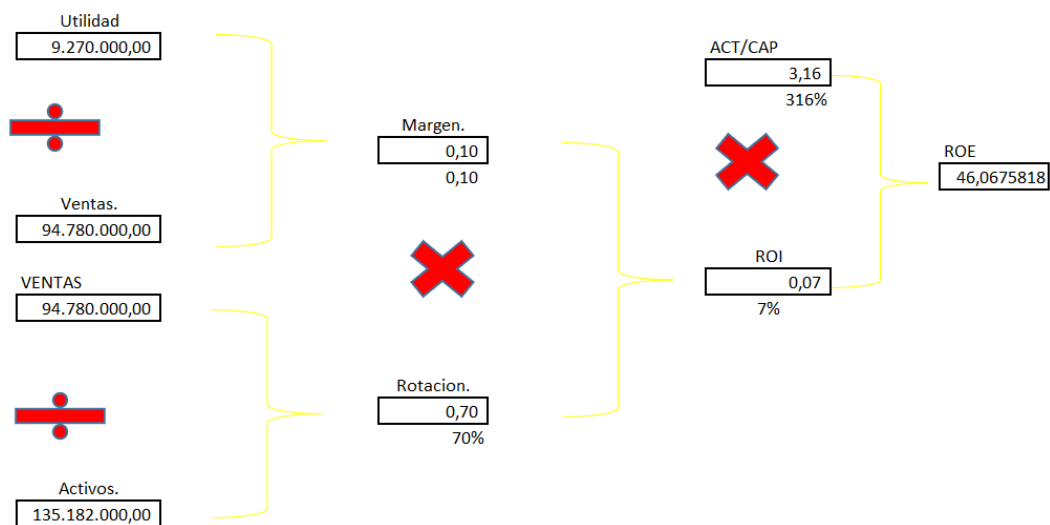 Utilidad
9.270.000,00
Ventas.
94.780.000,00
VENTAS
94.780.000,00
Activos.
135.182.000,00
Margen.
0,10
0,10
Rotacion.
0,70
70%
ACT/CAP
3,16
316%
ROI
0,07
7%
ROE
46,0675818